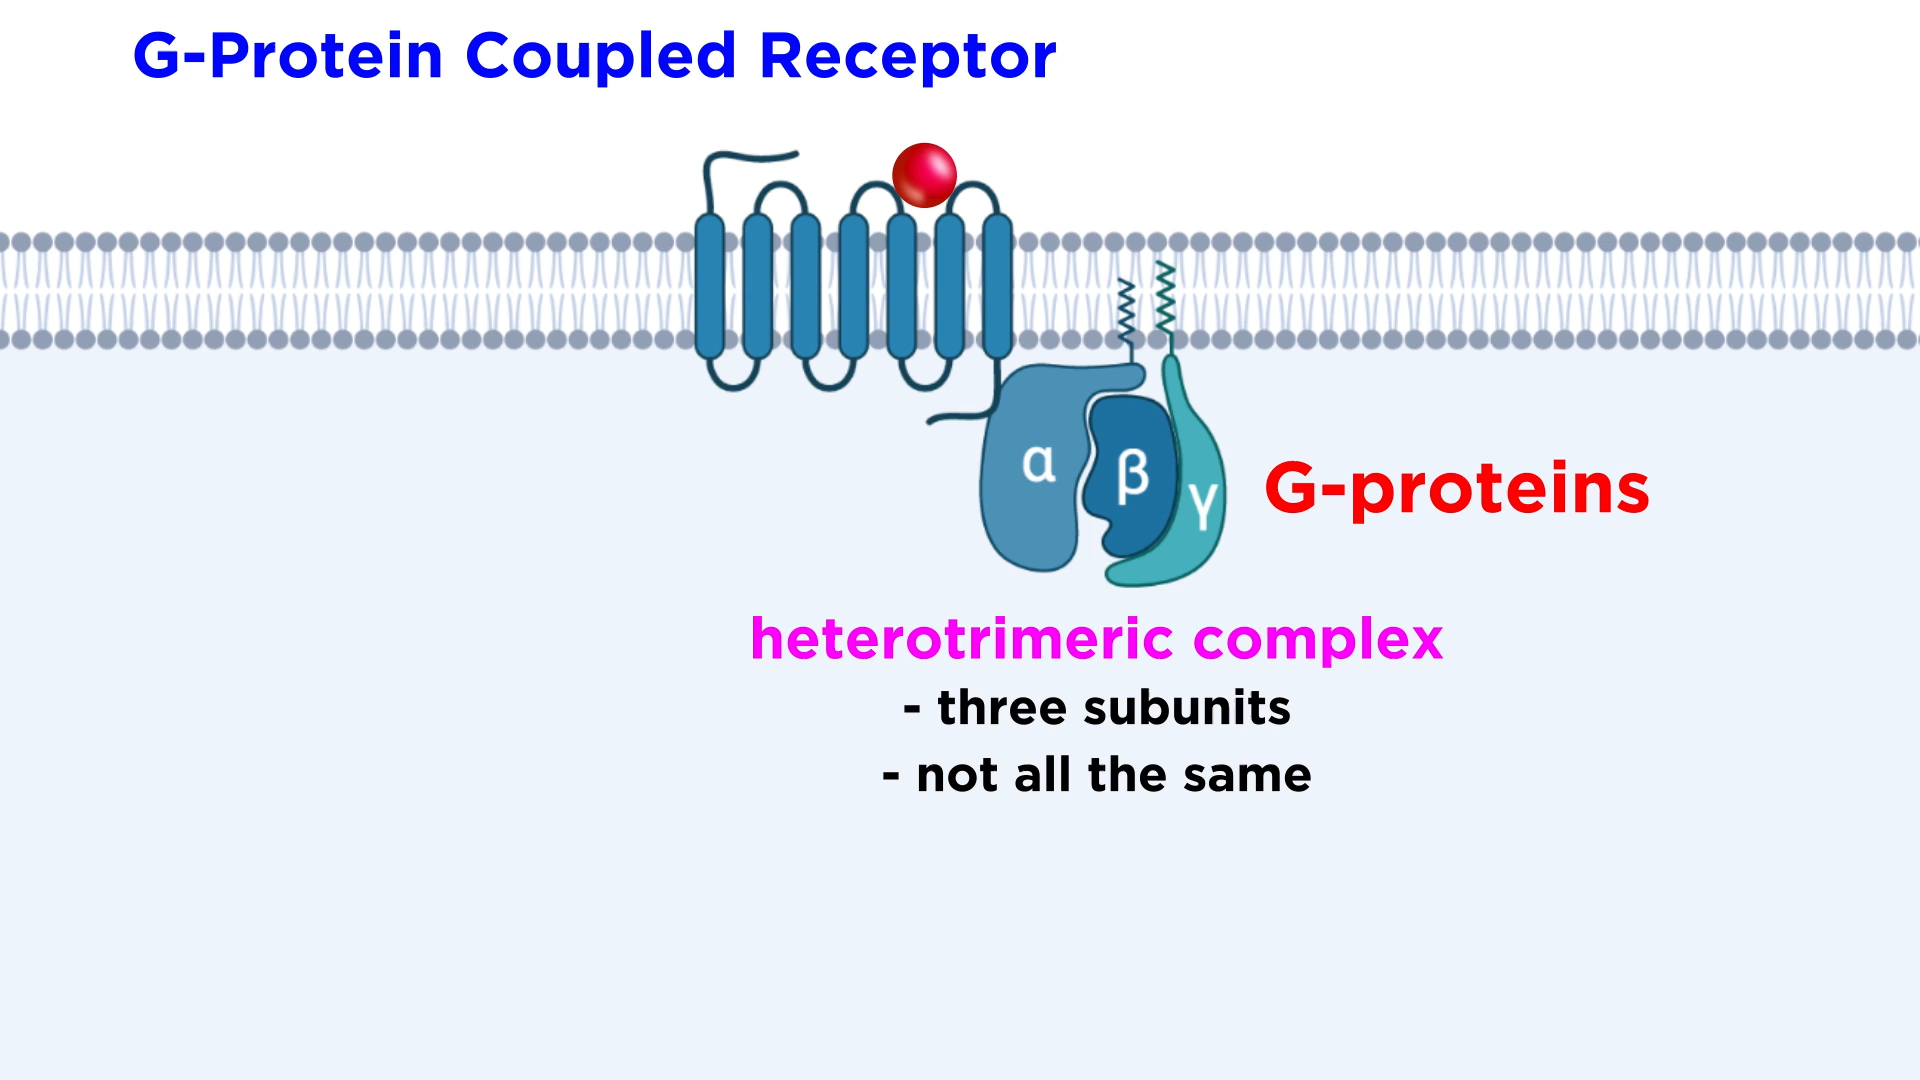 G-Protein Coupled Receptor
α
β
γ
G-proteins
heterotrimeric complex
- three subunits
- not all the same